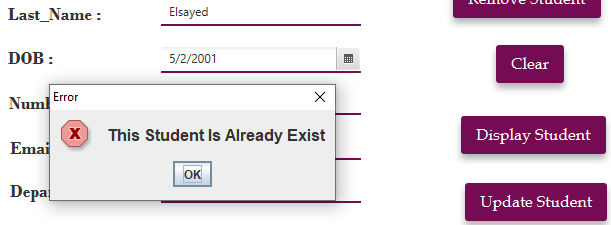 Last_Name :
Elsayed
Remove Student
DOB :
5/2/2001
Clear
Error
This Student Is Already Exist
OK
Display Student
Update Student